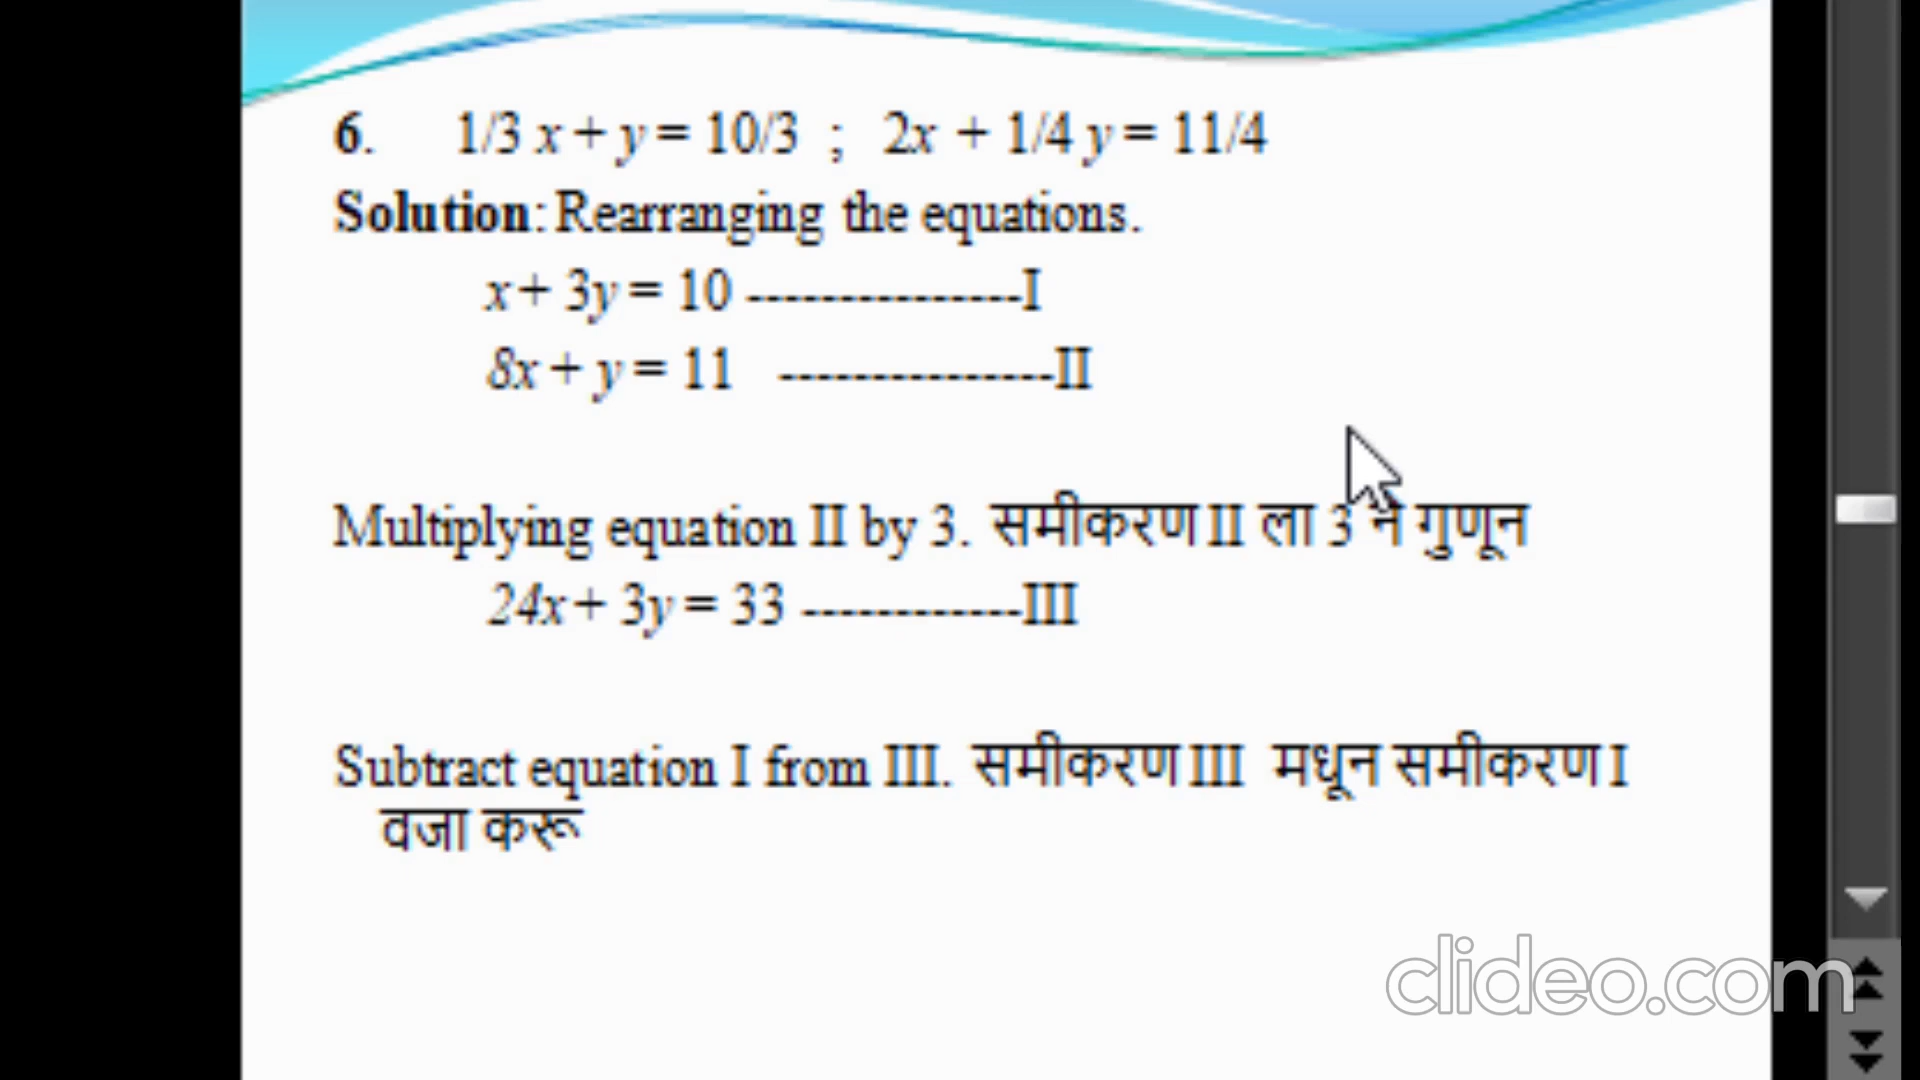 6. 1/3 x + y = 10/3 ; 2x + 1/4 y = 11/4
Solution: Rearranging the equations.
x + 3y = 10 ---------------I
8x + y = 11 ---------------II
Multiplying equation II by 3. समीकरण II ला 3 ने गुणून
24x + 3y = 33 ------------III
Subtract equation I from III. समीकरण III मधून समीकरण I
वजा करू
clideo.com